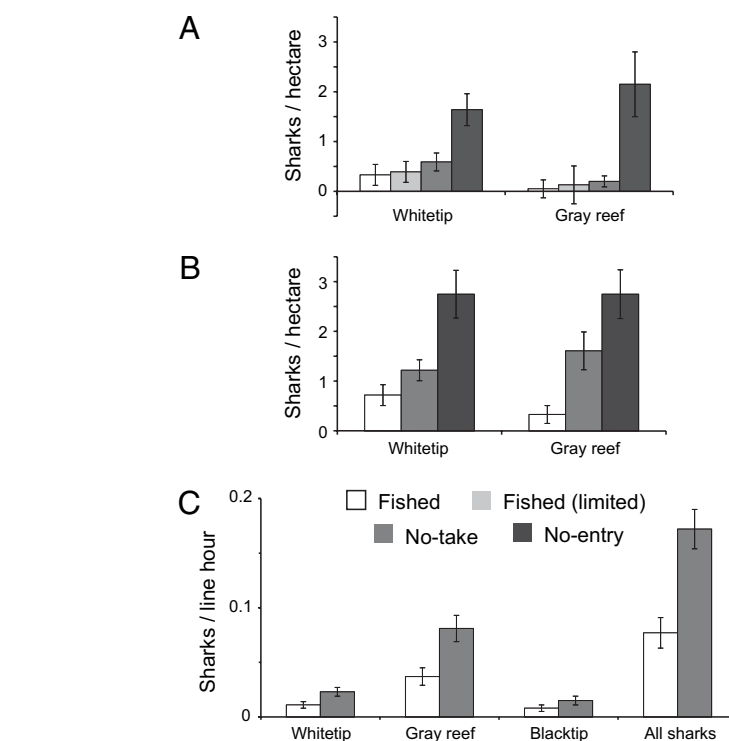 A
Sharks / hectare
3
2
1
0
Whitetip
Gray reef
B
Sharks / hectare
3
2
1
0
Whitetip
Gray reef
C
Sharks / line hour
0.2
0.1
0
Fished
Fished (limited)
No-take
No-entry
Whitetip
Gray reef
Blacktip
All sharks